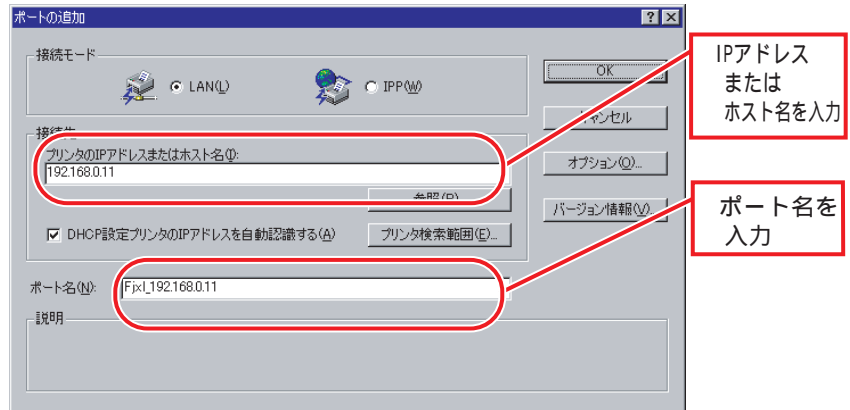 ポートの追加
接続モード
LAN(L)
IPP(W)
OK
キャンセル
オプション(O)...
バージョン情報(V)...
接続先
プリンタのIPアドレスまたはホスト名(I):
192.168.0.11
参照(R)...
DHCP設定プリンタのIPアドレスを自動認識する(A)
プリンタ検索範囲(E)...
ポート名(N):
Fjxl_192.168.0.11
説明
IPアドレス
または
ホスト名を入力
ポート名を
入力